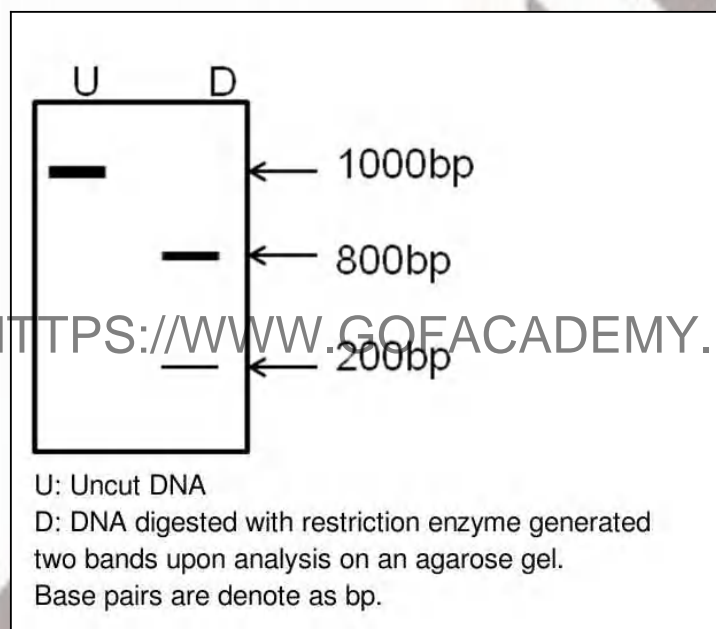 U D
1000bp
800bp
HTTPS://WWW.GOFACADEMY.
200bp
U: Uncut DNA
D: DNA digested with restriction enzyme generated
two bands upon analysis on an agarose gel.
Base pairs are denote as bp.